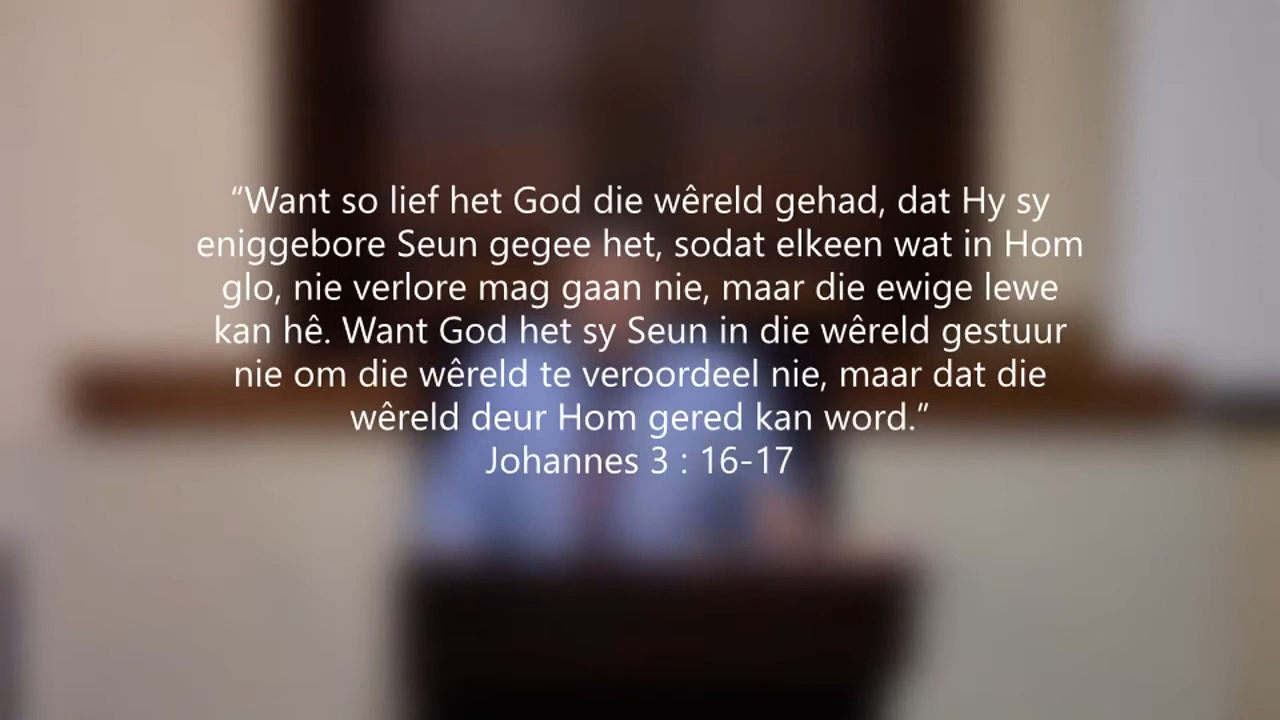 “Want so lief het God die wêreld gehad, dat Hy sy
eniggebore Seun gegee het, sodat elkeen wat in Hom
glo, nie verlore mag gaan nie, maar die ewige lewe
kan hê. Want God het sy Seun in die wêreld gestuur
nie om die wêreld te veroordeel nie, maar dat die
wêreld deur Hom gered kan word.”
Johannes 3 : 16-17